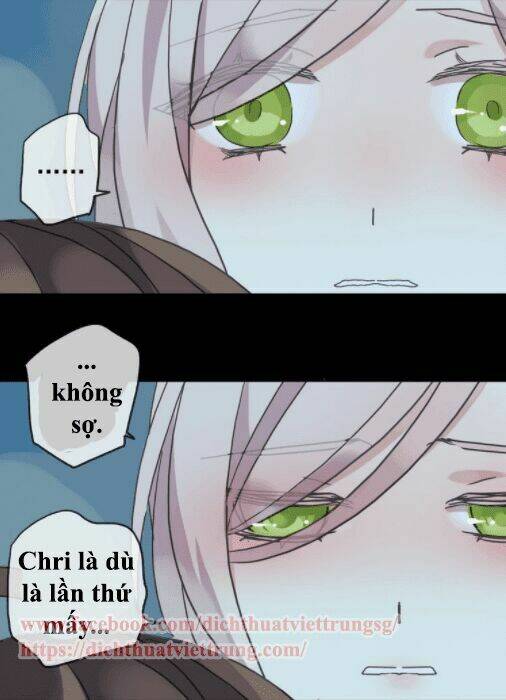 ......
...
không
sợ.
Chri là dù
là lần thứ
mấy...
www.facebook.com/dichthuatviettrungsg/
https://dichthuatviettrung.com/